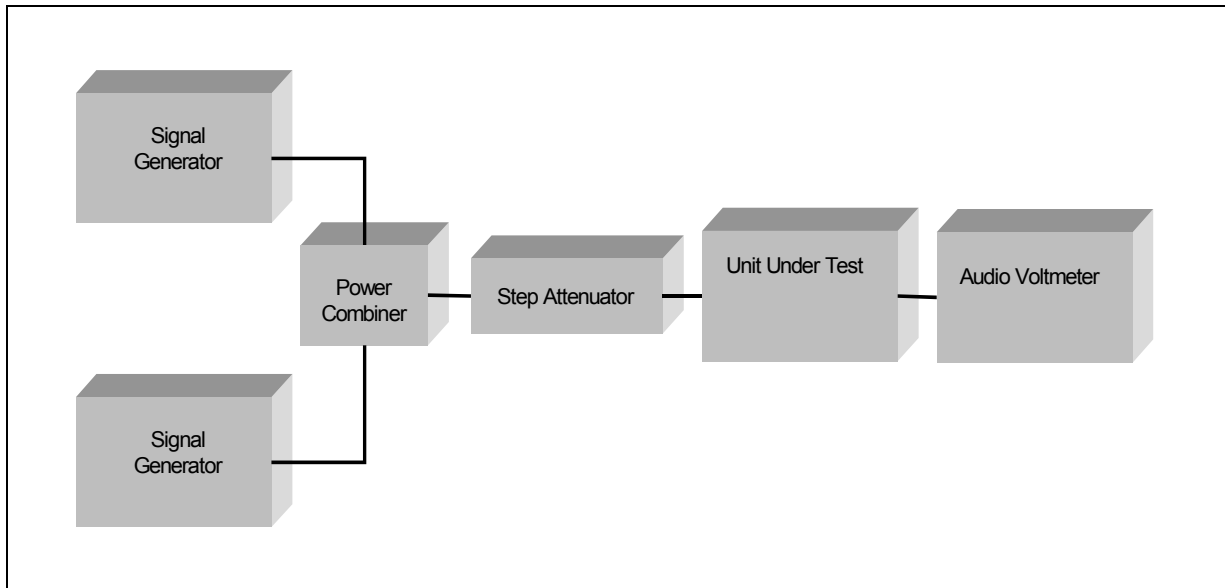 Signal
Generator
Power
Combiner
Step Attenuator
Unit Under Test
Audio Voltmeter
Signal
Generator